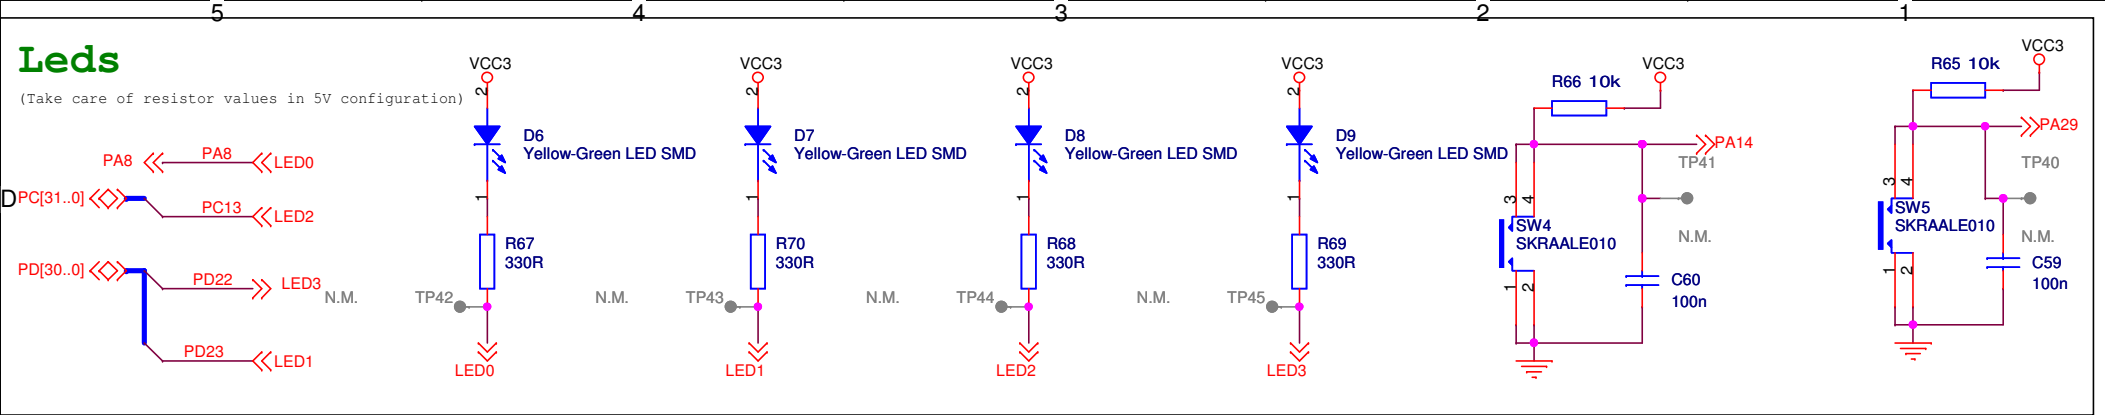 5 4 3 2 1
Leds
(Take care of resistor values in 5V configuration)
D
PA8 PA8 LED0
PC[31..0] PC13 LED2
PD[30..0] PD22 LED3
PD23 LED1
VCC3
2
D6
Yellow-Green LED SMD
1
R67
330R
N.M. TP42
LED0
VCC3
2
D7
Yellow-Green LED SMD
1
R70
330R
N.M. TP43
LED1
VCC3
2
D8
Yellow-Green LED SMD
1
R68
330R
N.M. TP44
LED2
VCC3
2
D9
Yellow-Green LED SMD
1
R69
330R
N.M. TP45
LED3
VCC3
R66 10k
PA14
TP41
3 4
SW4
SKRAALE010
N.M.
1 2
C60
100n
VCC3
R65 10k
PA29
TP40
3 4
SW5
SKRAALE010
N.M.
1 2
C59
100n